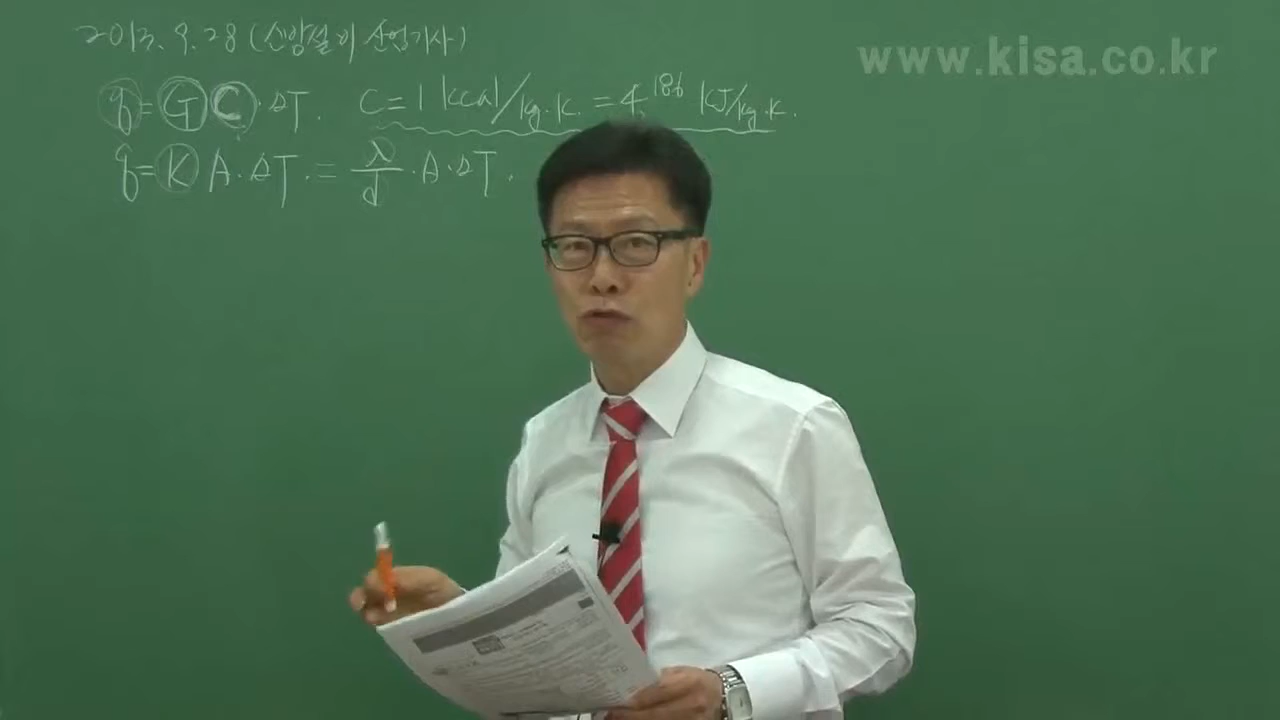 2013.9.28 (소방설비 산업기사)
www.kisa.co.kr
q = G C · ΔT. C = 1 kcal/kg·K. = 4.186 kJ/kg·K.
q = K A · ΔT. = λ/d · A · ΔT.